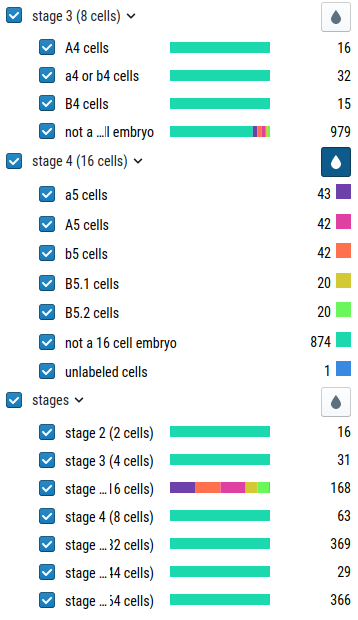 stage 3 (8 cells)
A4 cells 16
a4 or b4 cells 32
B4 cells 15
not a ...ll embryo 979
stage 4 (16 cells)
a5 cells 43
A5 cells 42
b5 cells 42
B5.1 cells 20
B5.2 cells 20
not a 16 cell embryo 874
unlabeled cells 1
stages
stage 2 (2 cells) 16
stage 3 (4 cells) 31
stage ...16 cells) 168
stage 4 (8 cells) 63
stage ...32 cells) 369
stage ...44 cells) 29
stage ...64 cells) 366